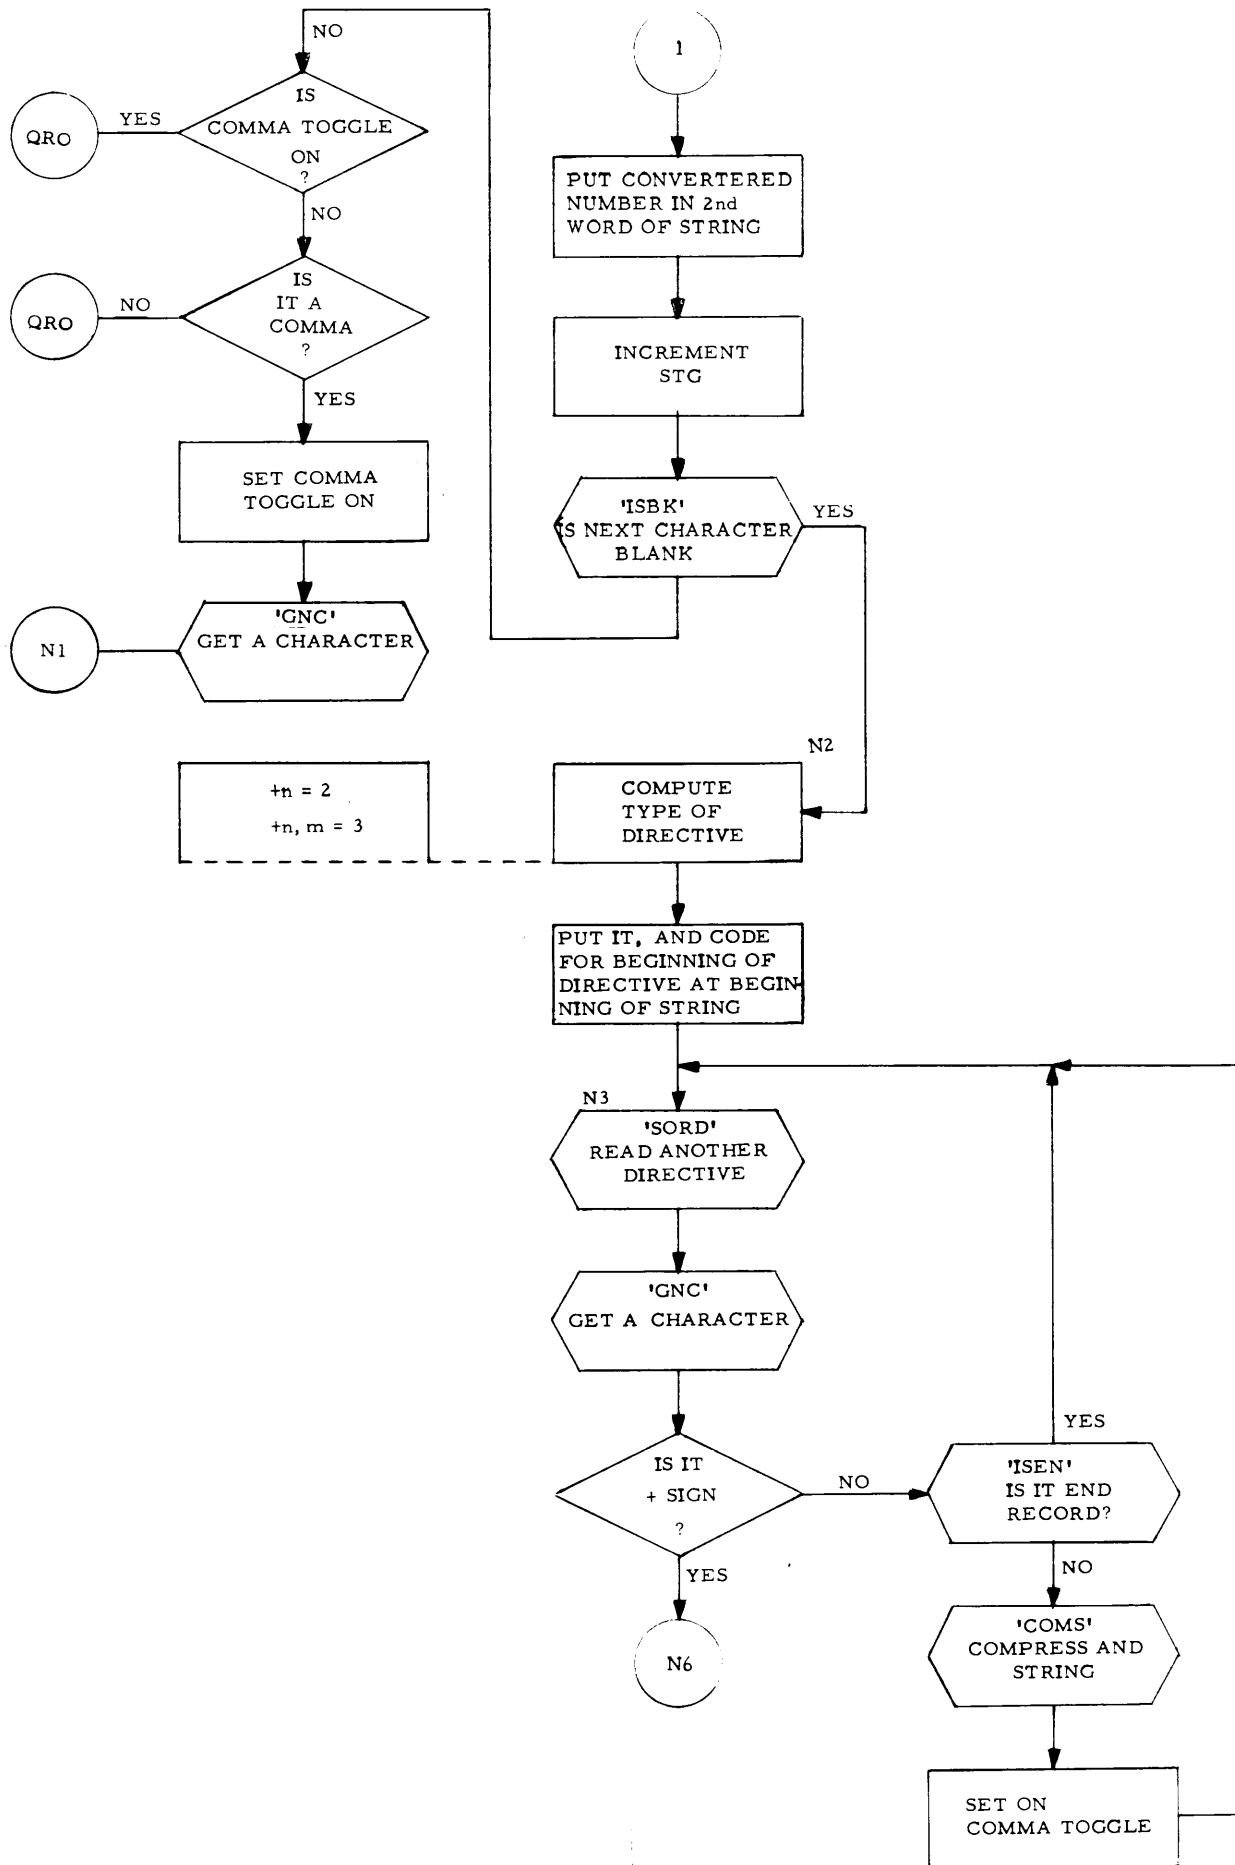 NO
IS
COMMA TOGGLE
ON
?
YES
QRO
NO
IS
IT A
COMMA
?
NO
QRO
YES
SET COMMA
TOGGLE ON
'GNC'
GET A CHARACTER
N1
1
PUT CONVERTERED
NUMBER IN 2nd
WORD OF STRING
INCREMENT
STG
'ISBK'
IS NEXT CHARACTER
BLANK
YES
N2
+n = 2
+n, m = 3
COMPUTE
TYPE OF
DIRECTIVE
PUT IT, AND CODE
FOR BEGINNING OF
DIRECTIVE AT BEGIN-
NING OF STRING
N3
'SORD'
READ ANOTHER
DIRECTIVE
'GNC'
GET A CHARACTER
IS IT
+ SIGN
?
NO
YES
N6
YES
'ISEN'
IS IT END
RECORD?
NO
'COMS'
COMPRESS AND
STRING
SET ON
COMMA TOGGLE